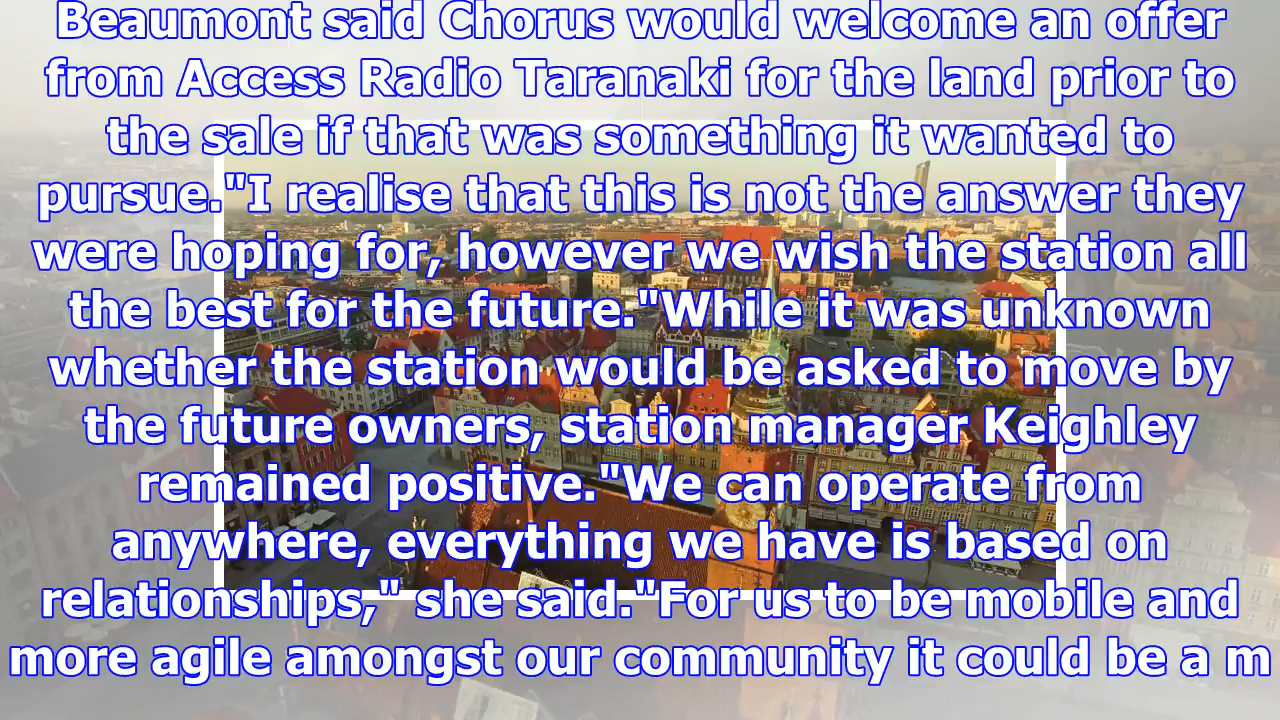 Beaumont said Chorus would welcome an offer
from Access Radio Taranaki for the land prior to
the sale if that was something it wanted to
pursue."I realise that this is not the answer they
were hoping for, however we wish the station all
the best for the future."While it was unknown
whether the station would be asked to move by
the future owners, station manager Keighley
remained positive."We can operate from
anywhere, everything we have is based on
relationships," she said."For us to be mobile and
more agile amongst our community it could be a m